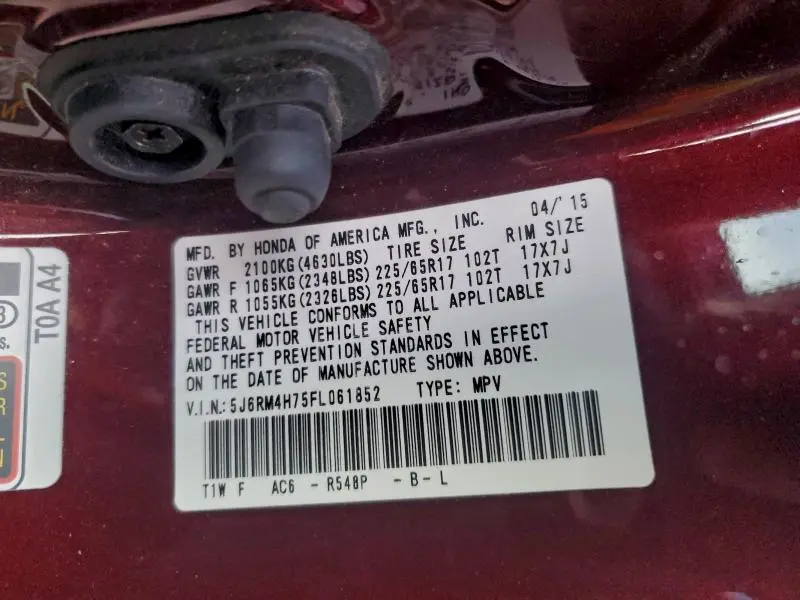 MFD. BY HONDA OF AMERICA MFG., INC. 04/'15
GVWR 2100KG(4630LBS) TIRE SIZE RIM SIZE
GAWR F 1065KG(2348LBS) 225/65R17 102T 17X7J
GAWR R 1055KG(2326LBS) 225/65R17 102T 17X7J
THIS VEHICLE CONFORMS TO ALL APPLICABLE
FEDERAL MOTOR VEHICLE SAFETY
AND THEFT PREVENTION STANDARDS IN EFFECT
ON THE DATE OF MANUFACTURE SHOWN ABOVE.
V.I.N.:5J6RM4H75FL061852 TYPE: MPV
T1W F AC6 - R548P - B - L
T0A A4